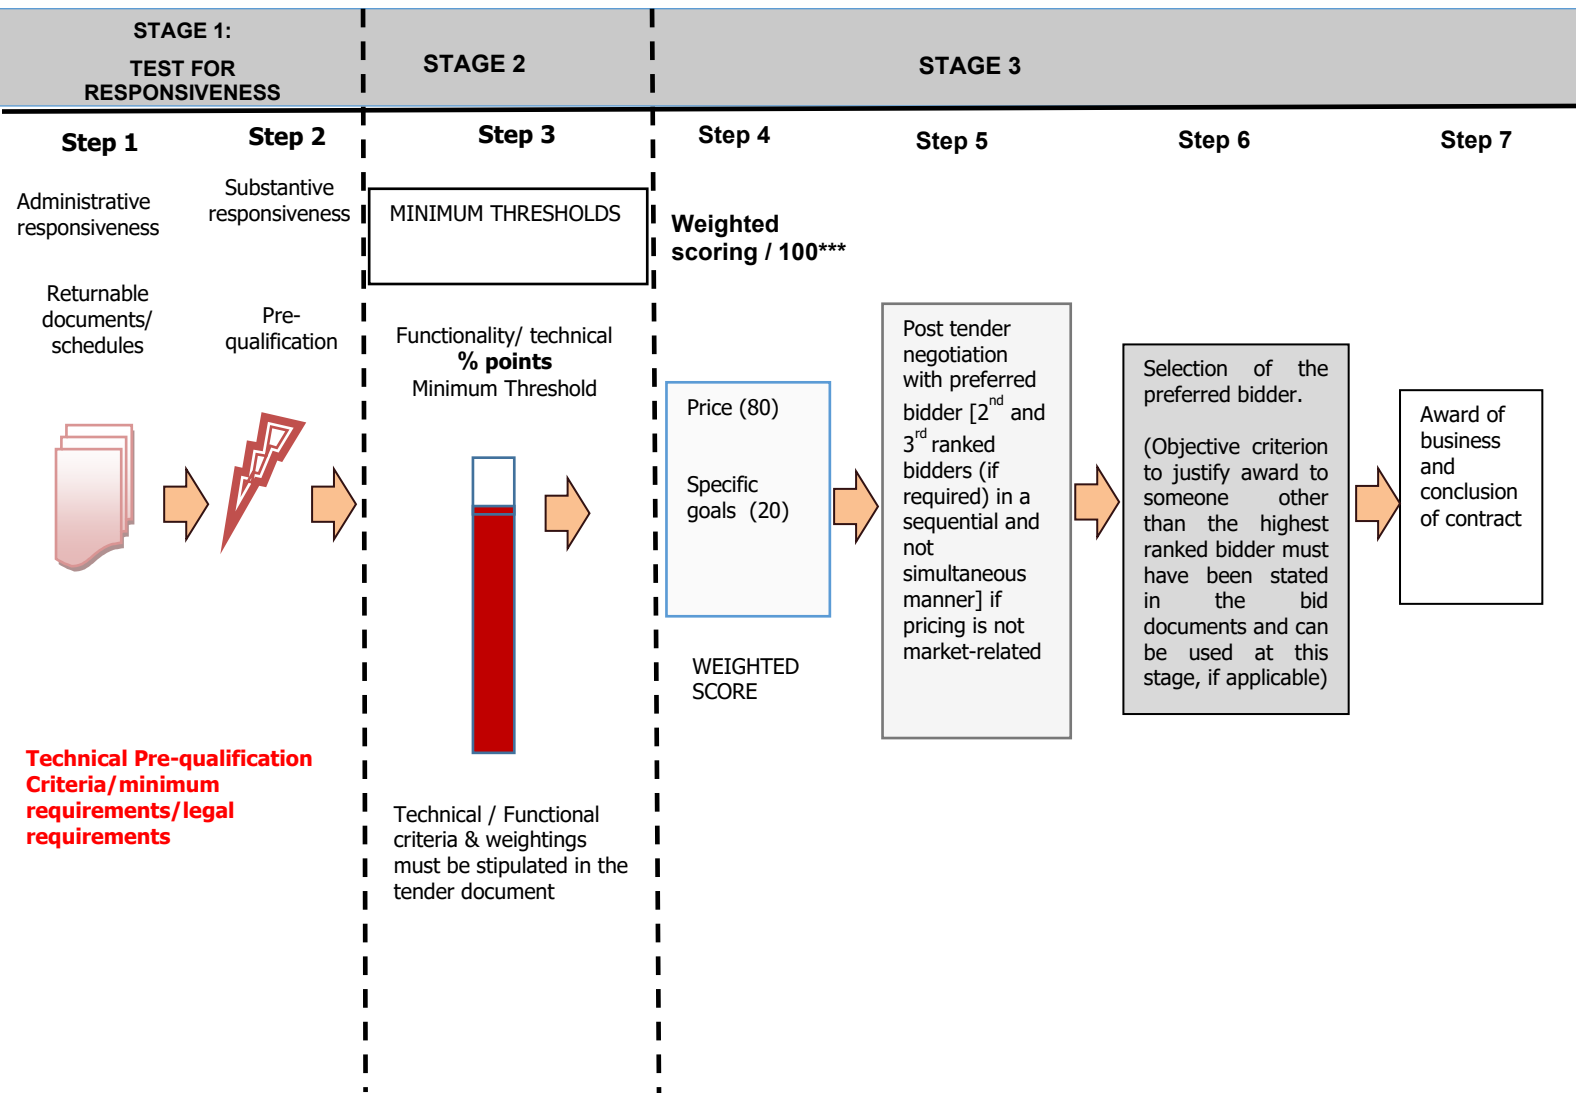 STAGE 1:
TEST FOR
RESPONSIVENESS
STAGE 2
STAGE 3
Step 1
Step 2
Step 3
Step 4
Step 5
Step 6
Step 7
Administrative
responsiveness
Returnable
documents/
schedules
Substantive
responsiveness
Pre-
qualification
Technical Pre-qualification
Criteria/minimum
requirements/legal
requirements
MINIMUM THRESHOLDS
Functionality/ technical
% points
Minimum Threshold
Technical / Functional
criteria & weightings
must be stipulated in the
tender document
Weighted
scoring / 100***
Price (80)
Specific
goals (20)
WEIGHTED
SCORE
Post tender
negotiation
with preferred
bidder [2nd and
3rd ranked
bidders (if
required) in a
sequential and
not
simultaneous
manner] if
pricing is not
market-related
Selection of the
preferred bidder.
(Objective criterion
to justify award to
someone other
than the highest
ranked bidder must
have been stated
in the bid
documents and can
be used at this
stage, if applicable)
Award of
business
and
conclusion
of contract